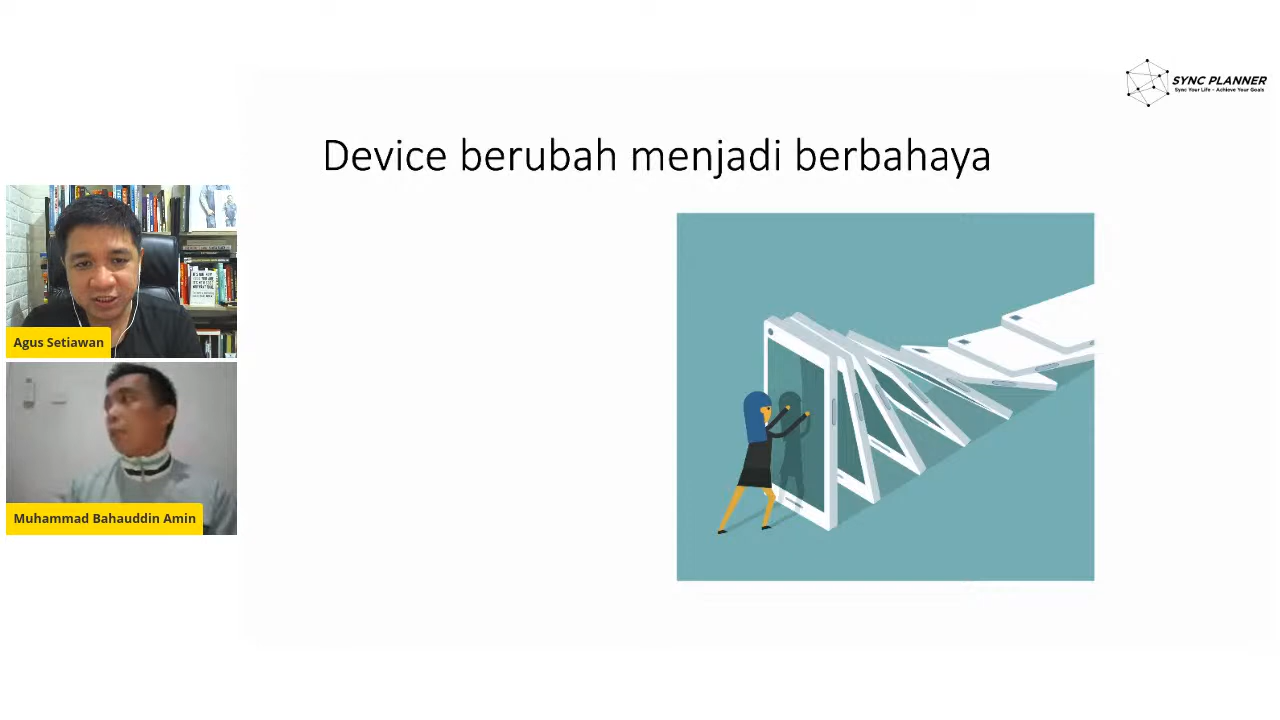 SYNC PLANNER
Sync Your Life - Achieve Your Goals
Device berubah menjadi berbahaya
Agus Setiawan
Muhammad Bahauddin Amin